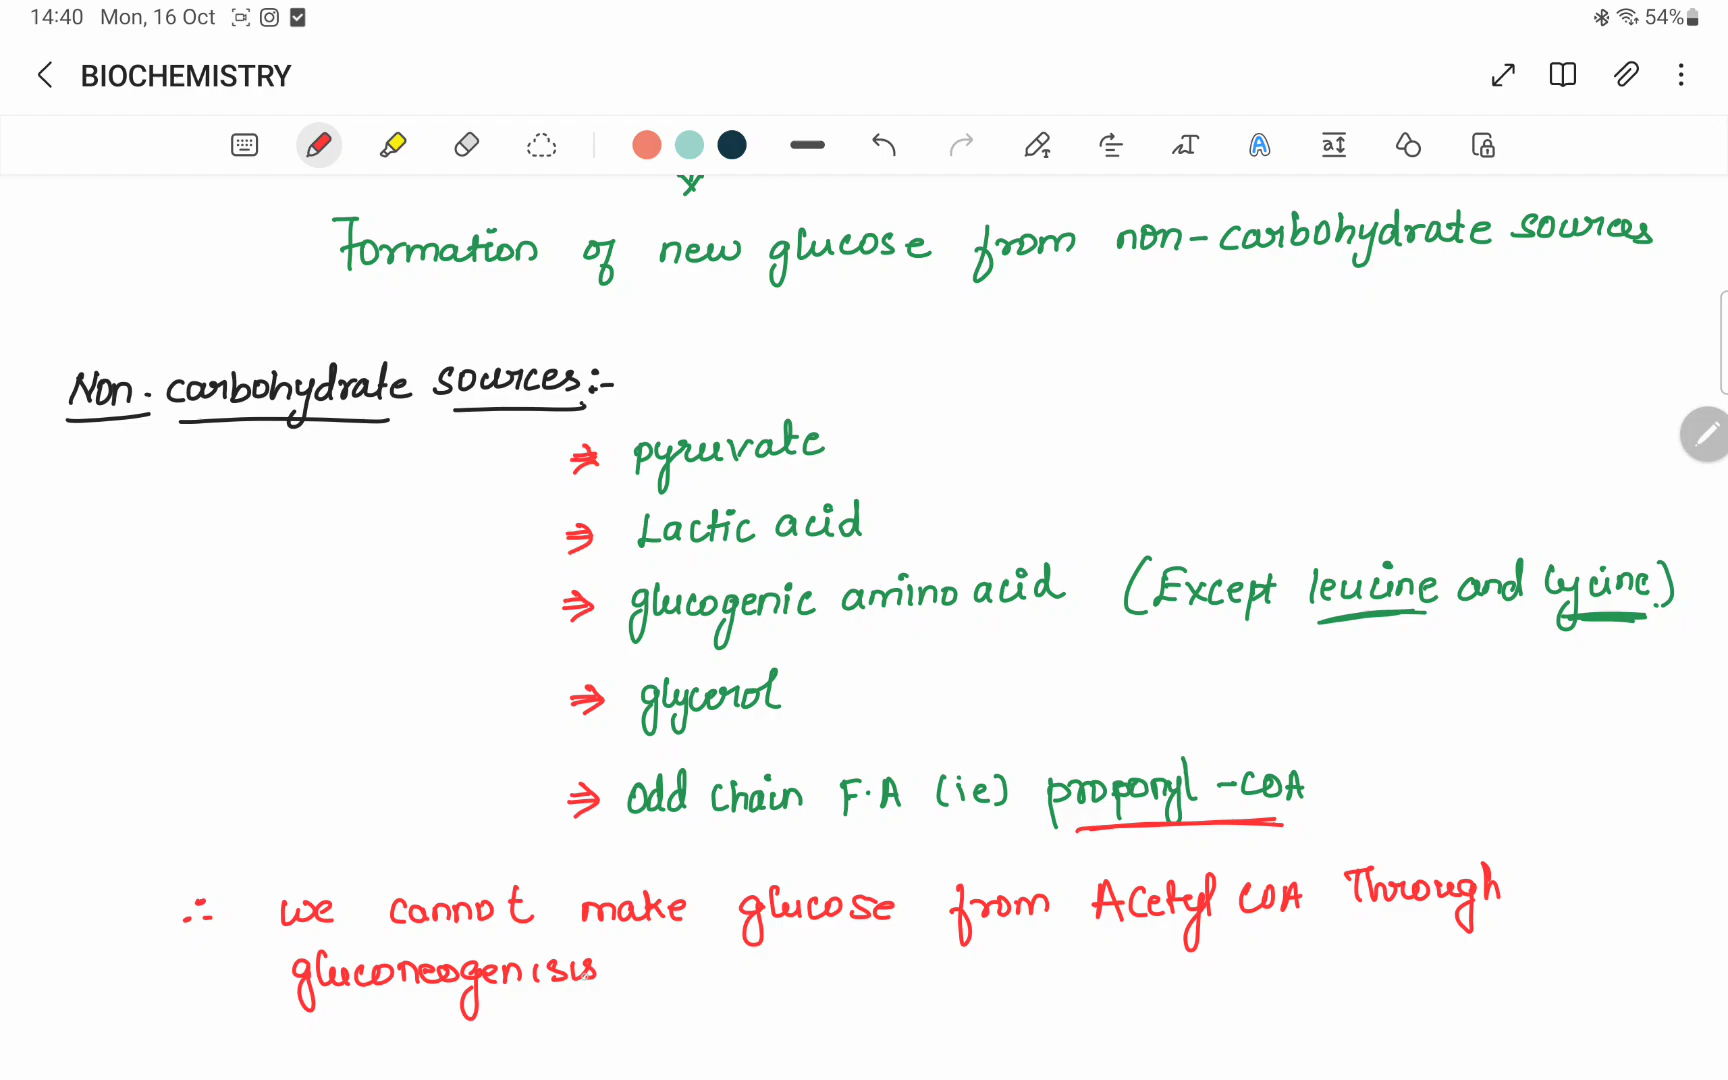 14:40 Mon, 16 Oct 54%
BIOCHEMISTRY
Formation of new glucose from non-carbohydrate sources
Non-carbohydrate sources:-
⇒ pyruvate
⇒ Lactic acid
⇒ glucogenic amino acid (Except leucine and lycine.)
⇒ glycerol
⇒ odd chain F.A (ie) proponyl-COA
∴ we cannot make glucose from Acetyl COA Through
gluconeogenisis